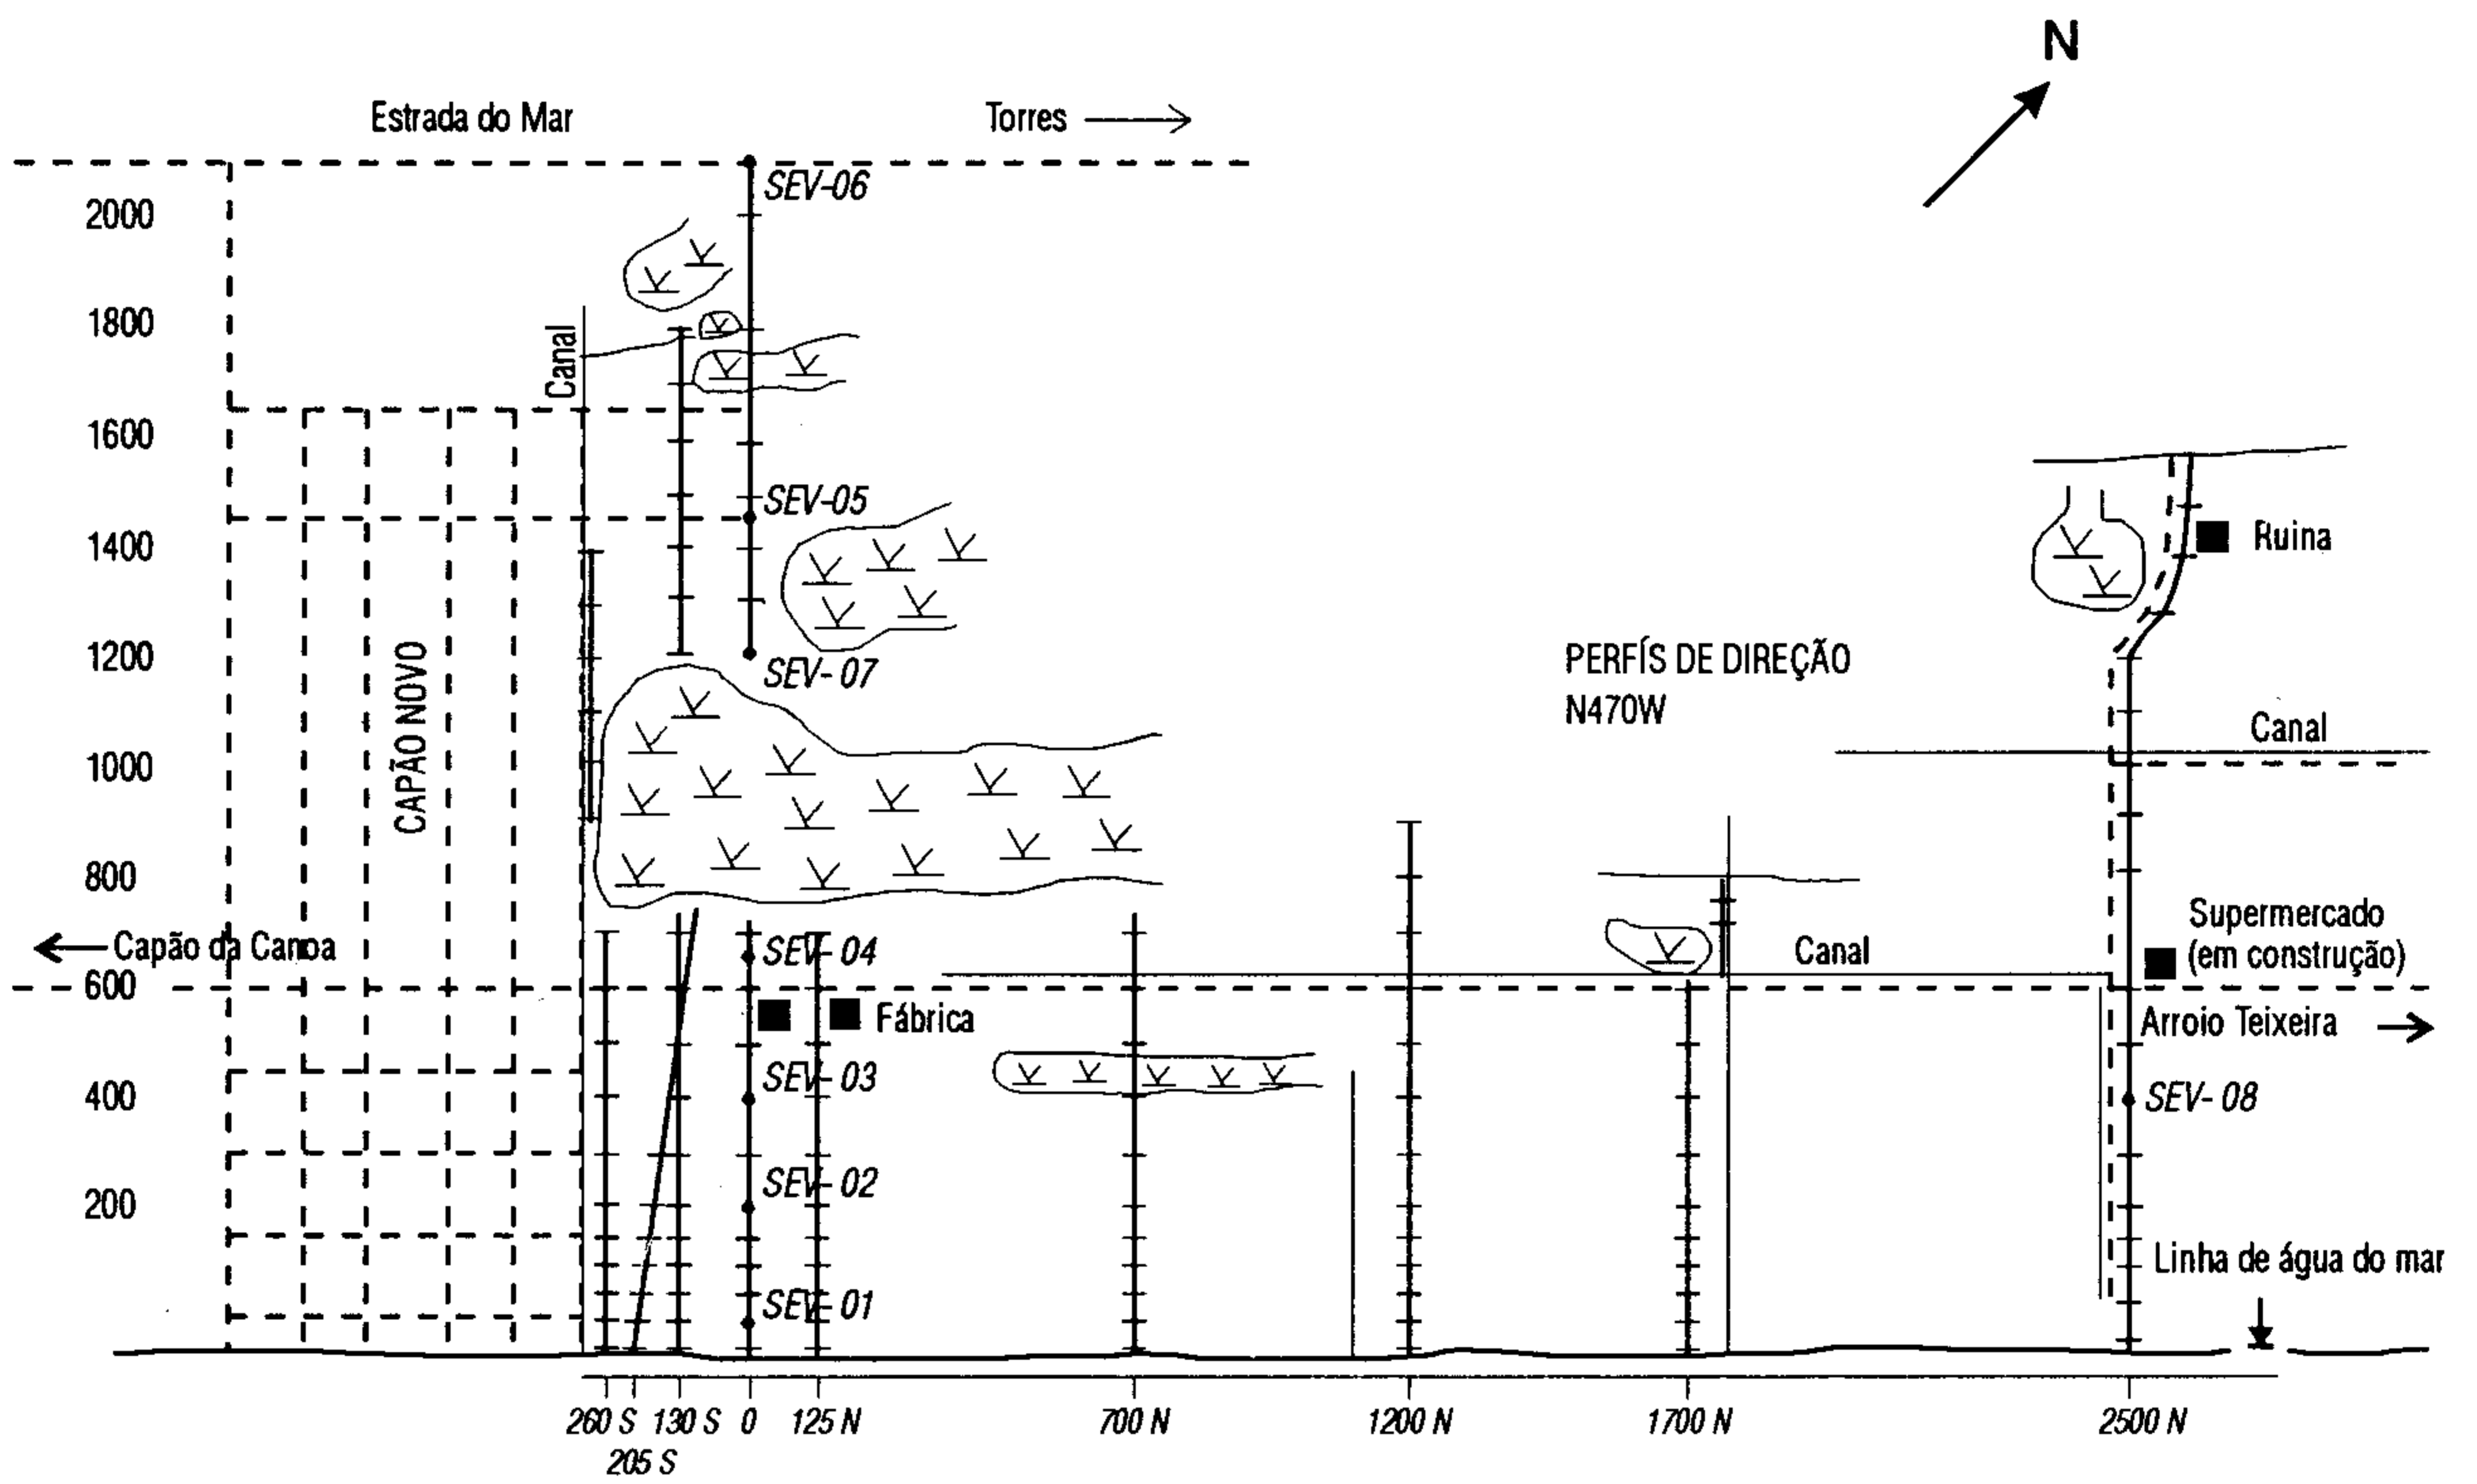 N
Estrada do Mar
Torres
SEV-06
2000
1800
Canal
1600
SEV-05
1400
Ruina
1200
SEV-07
PERFÍS DE DIREÇÃO
N470W
CAPÃO NOVO
Canal
1000
800
Supermercado
(em construção)
Capão da Canoa
SEV-04
Canal
600
Fábrica
Arroio Teixeira
SEV-03
400
SEV-08
SEV-02
200
Linha de água do mar
SEV-01
260 S
130 S
0
125 N
700 N
1200 N
1700 N
2500 N
205 S